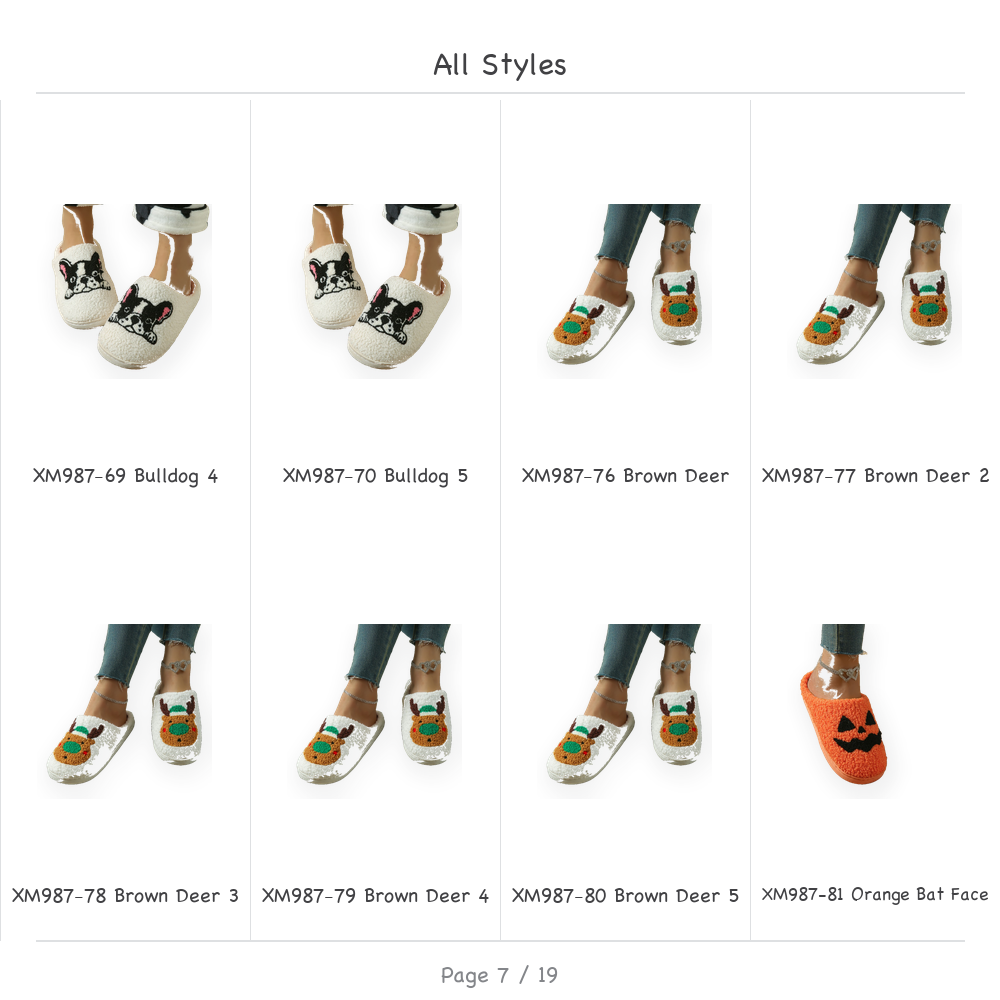 All Styles
XM987-69 Bulldog 4
XM987-70 Bulldog 5
XM987-76 Brown Deer
XM987-77 Brown Deer 2
XM987-78 Brown Deer 3
XM987-79 Brown Deer 4
XM987-80 Brown Deer 5
XM987-81 Orange Bat Face
Page 7 / 19